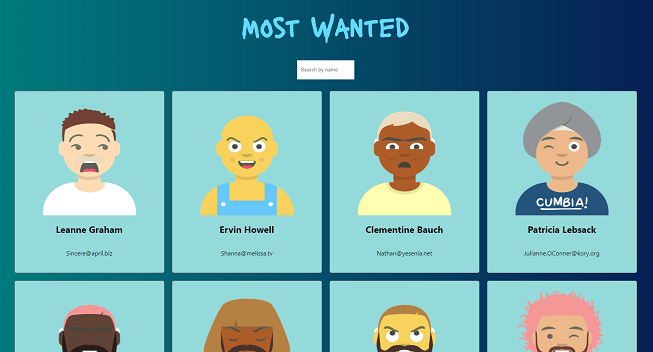 MOST WANTED
Search by name
Leanne Graham
Sincere@april.biz
Ervin Howell
Shanna@melissa.tv
Clementine Bauch
Nathan@yesenia.net
CUMBIA!
Patricia Lebsack
Julianne.OConner@kory.org